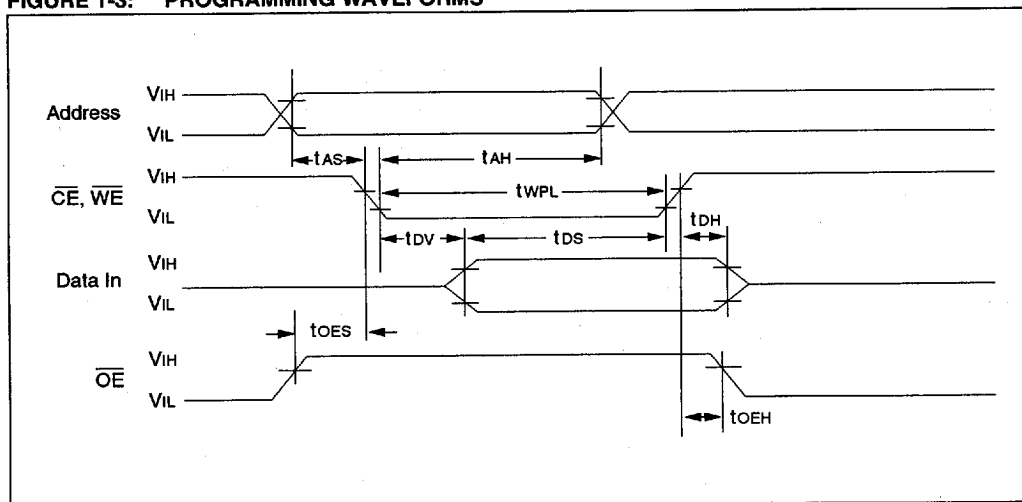 FIGURE 1-3: PROGRAMMING WAVEFORMS
Address
VIH
VIL
tAS
tAH
CE, WE
VIH
VIL
tWPL
tDH
tDV
tDS
Data In
VIH
VIL
tOES
OE
VIH
VIL
tOEH